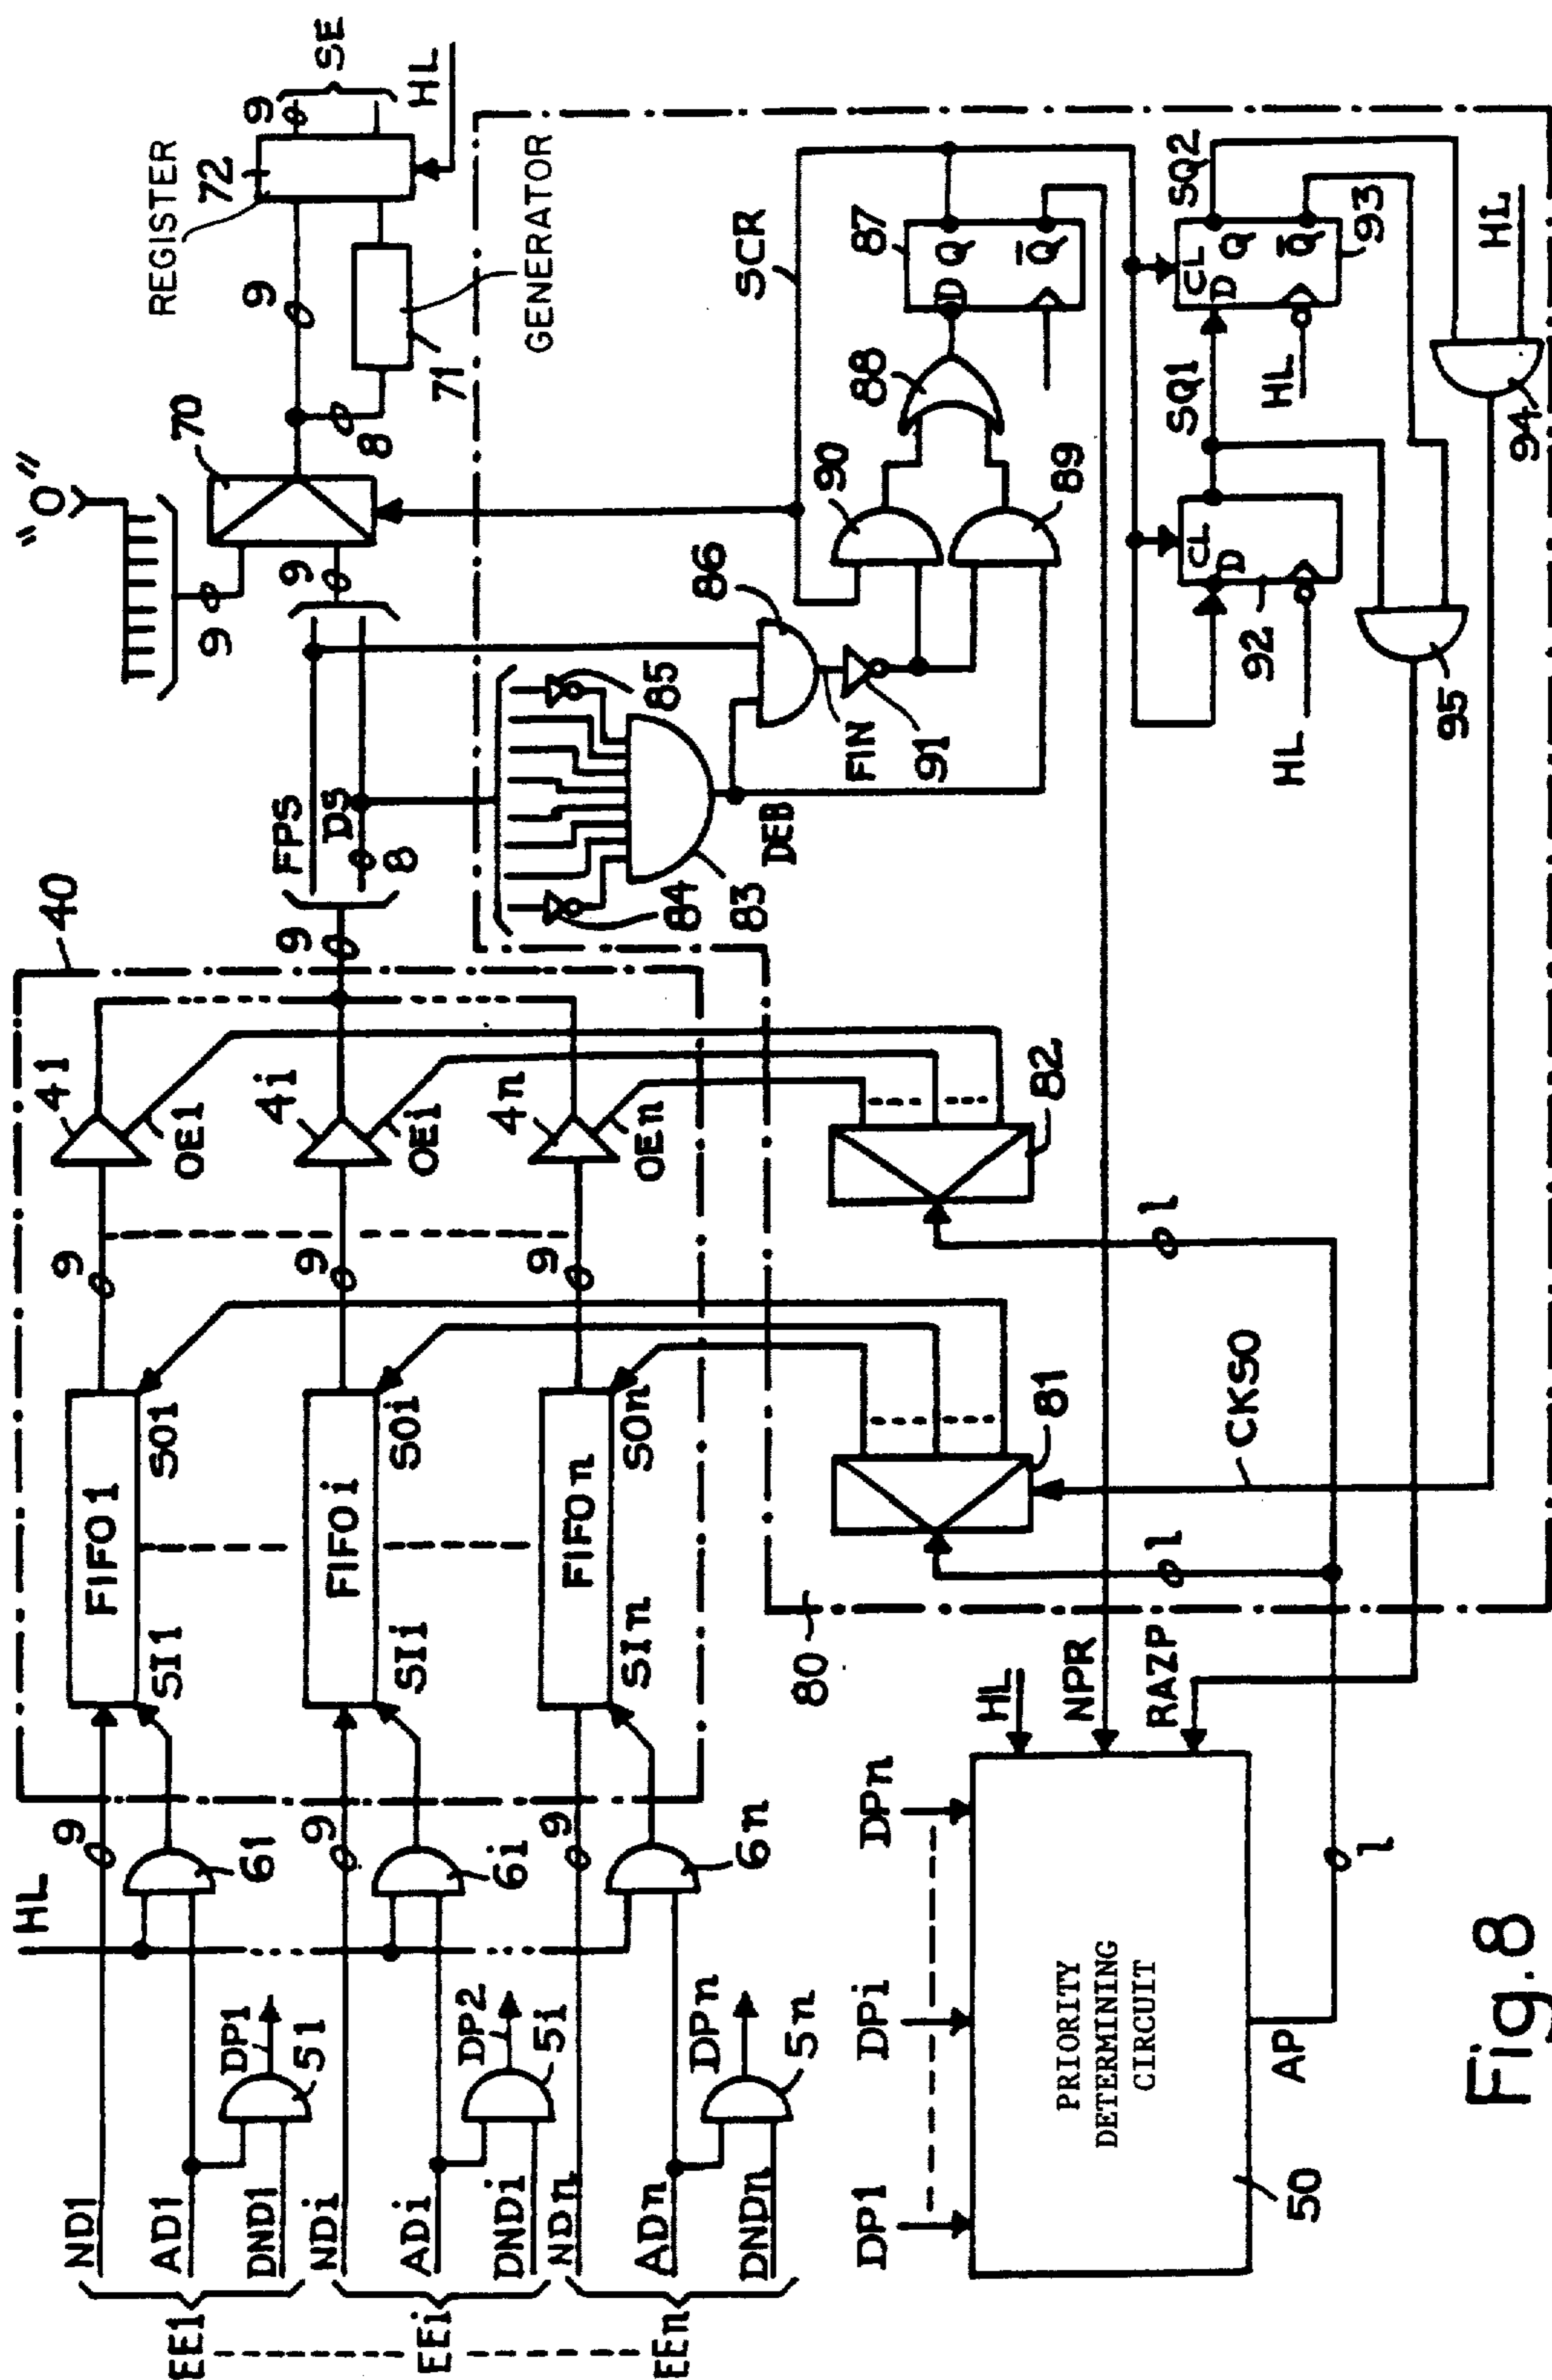 HL
ND1
AD1
DND1
EE1
DP1
51
61
9
SI1
FIFO 1
SO1
9
41
OE1
40
NDi
ADi
DNDi
EEi
DP2
5i
6i
9
SIi
FIFO i
SOi
9
4i
OEi
NDn
ADn
DNDn
EEn
DPn
5n
6n
9
SIn
FIFO n
SOn
9
4n
OEn
9
FPS
DS
8
"0"
9
9
70
9
8
71
GENERATOR
REGISTER
72
9
SE
HL
80
81
82
l
l
CKSO
84
83
85
DEB
86
FIN
91
90
89
88
87
D
Q
Q̅
SCR
92
CL
D
HL
SQ1
93
CL
D
Q
Q̅
HL
SQ2
HL
94
95
DP1
DPi
DPn
PRIORITY
DETERMINING
CIRCUIT
50
HL
NPR
RAZP
AP
l
Fig.8